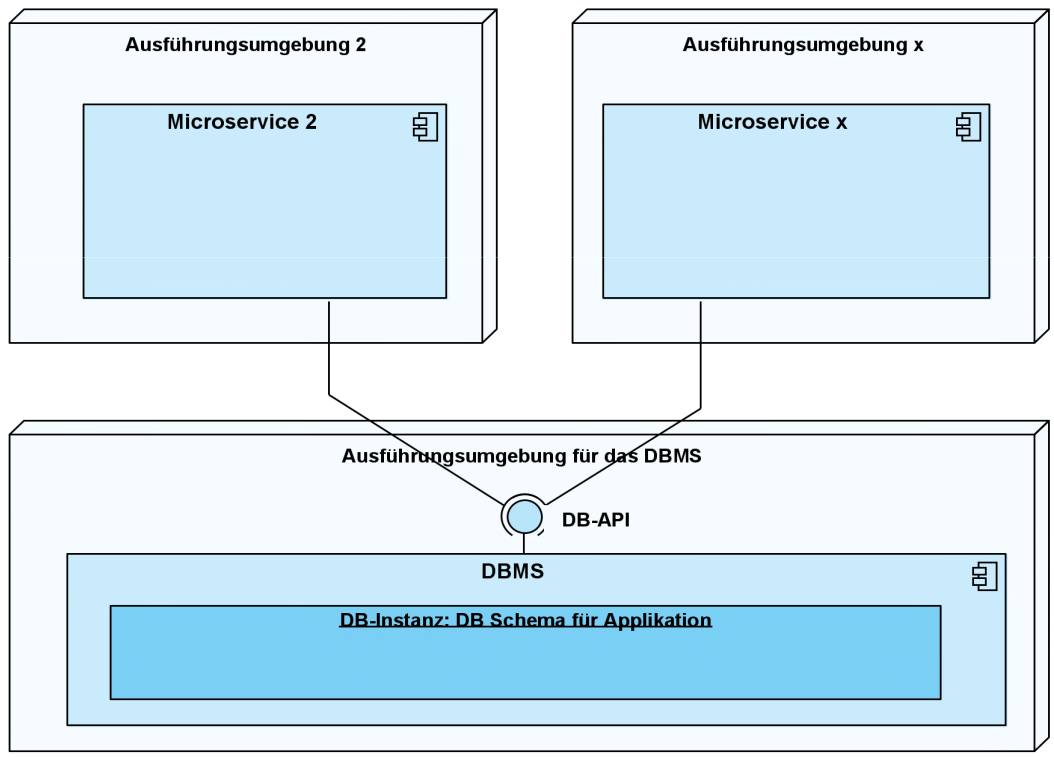 Ausführungsumgebung 2
Ausführungsumgebung x
Microservice 2
Microservice x
Ausführungsumgebung für das DBMS
DB-API
DBMS
DB-Instanz: DB Schema für Applikation